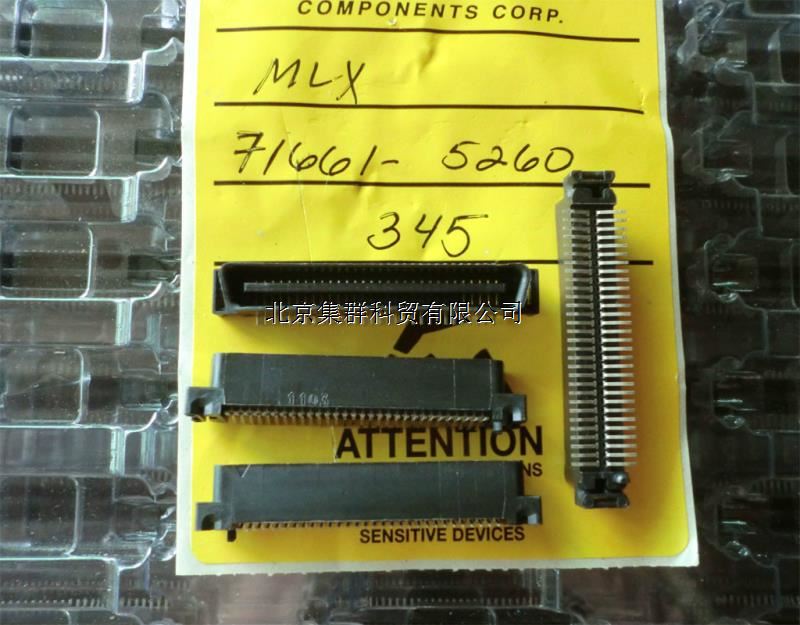 COMPONENTS CORP.
MLX
71661- 5260
345
北京集群科贸有限公司
1103
ATTENTION
NS
SENSITIVE DEVICES